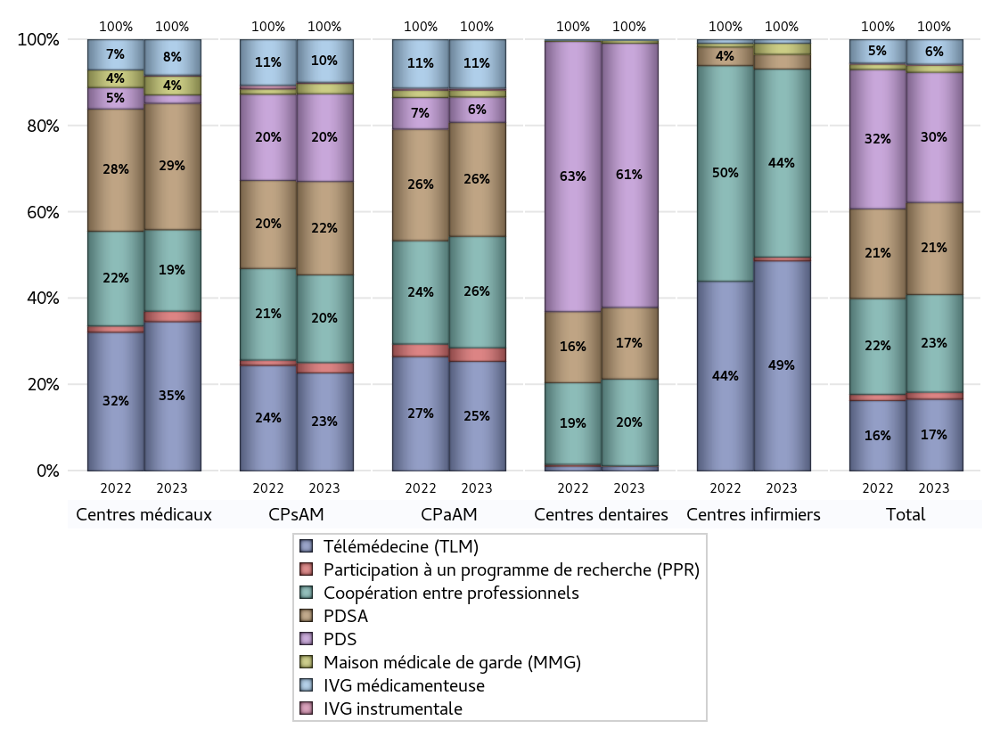 100% 100% 100% 100% 100% 100% 100% 100% 100% 100% 100% 100%
100%
7% 8% 11% 10% 11% 11% 4% 5% 6%
4% 4%
5% 7% 6%
80%
28% 29% 20% 20% 26% 26% 63% 61% 50% 44% 32% 30%
60%
22% 19% 20% 22% 24% 26% 21% 21%
40%
21% 20% 16% 17% 22% 23%
20%
32% 35% 24% 23% 27% 25% 19% 20% 44% 49% 16% 17%
0%
2022 2023 2022 2023 2022 2023 2022 2023 2022 2023 2022 2023
Centres médicaux CPsAM CPaAM Centres dentaires Centres infirmiers Total
Télémédecine (TLM)
Participation à un programme de recherche (PPR)
Coopération entre professionnels
PDSA
PDS
Maison médicale de garde (MMG)
IVG médicamenteuse
IVG instrumentale